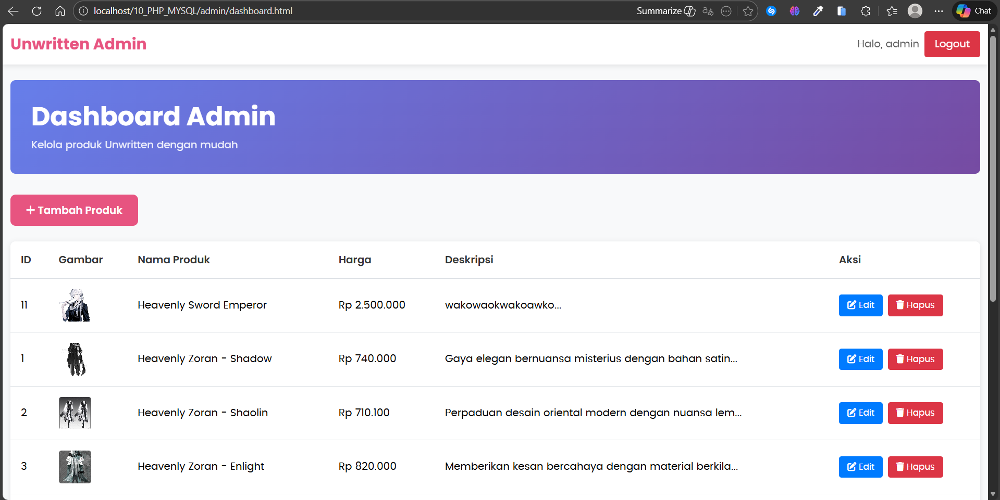 localhost/10_PHP_MYSQL/admin/dashboard.html
Summarize
Chat
Unwritten Admin
Halo, admin
Logout
Dashboard Admin
Kelola produk Unwritten dengan mudah
+ Tambah Produk
ID Gambar Nama Produk Harga Deskripsi Aksi
11 Heavenly Sword Emperor Rp 2.500.000 wakowaokwakoawko... Edit Hapus
1 Heavenly Zoran - Shadow Rp 740.000 Gaya elegan bernuansa misterius dengan bahan satin... Edit Hapus
2 Heavenly Zoran - Shaolin Rp 710.100 Perpaduan desain oriental modern dengan nuansa lem... Edit Hapus
3 Heavenly Zoran - Enlight Rp 820.000 Memberikan kesan bercahaya dengan material berkila... Edit Hapus